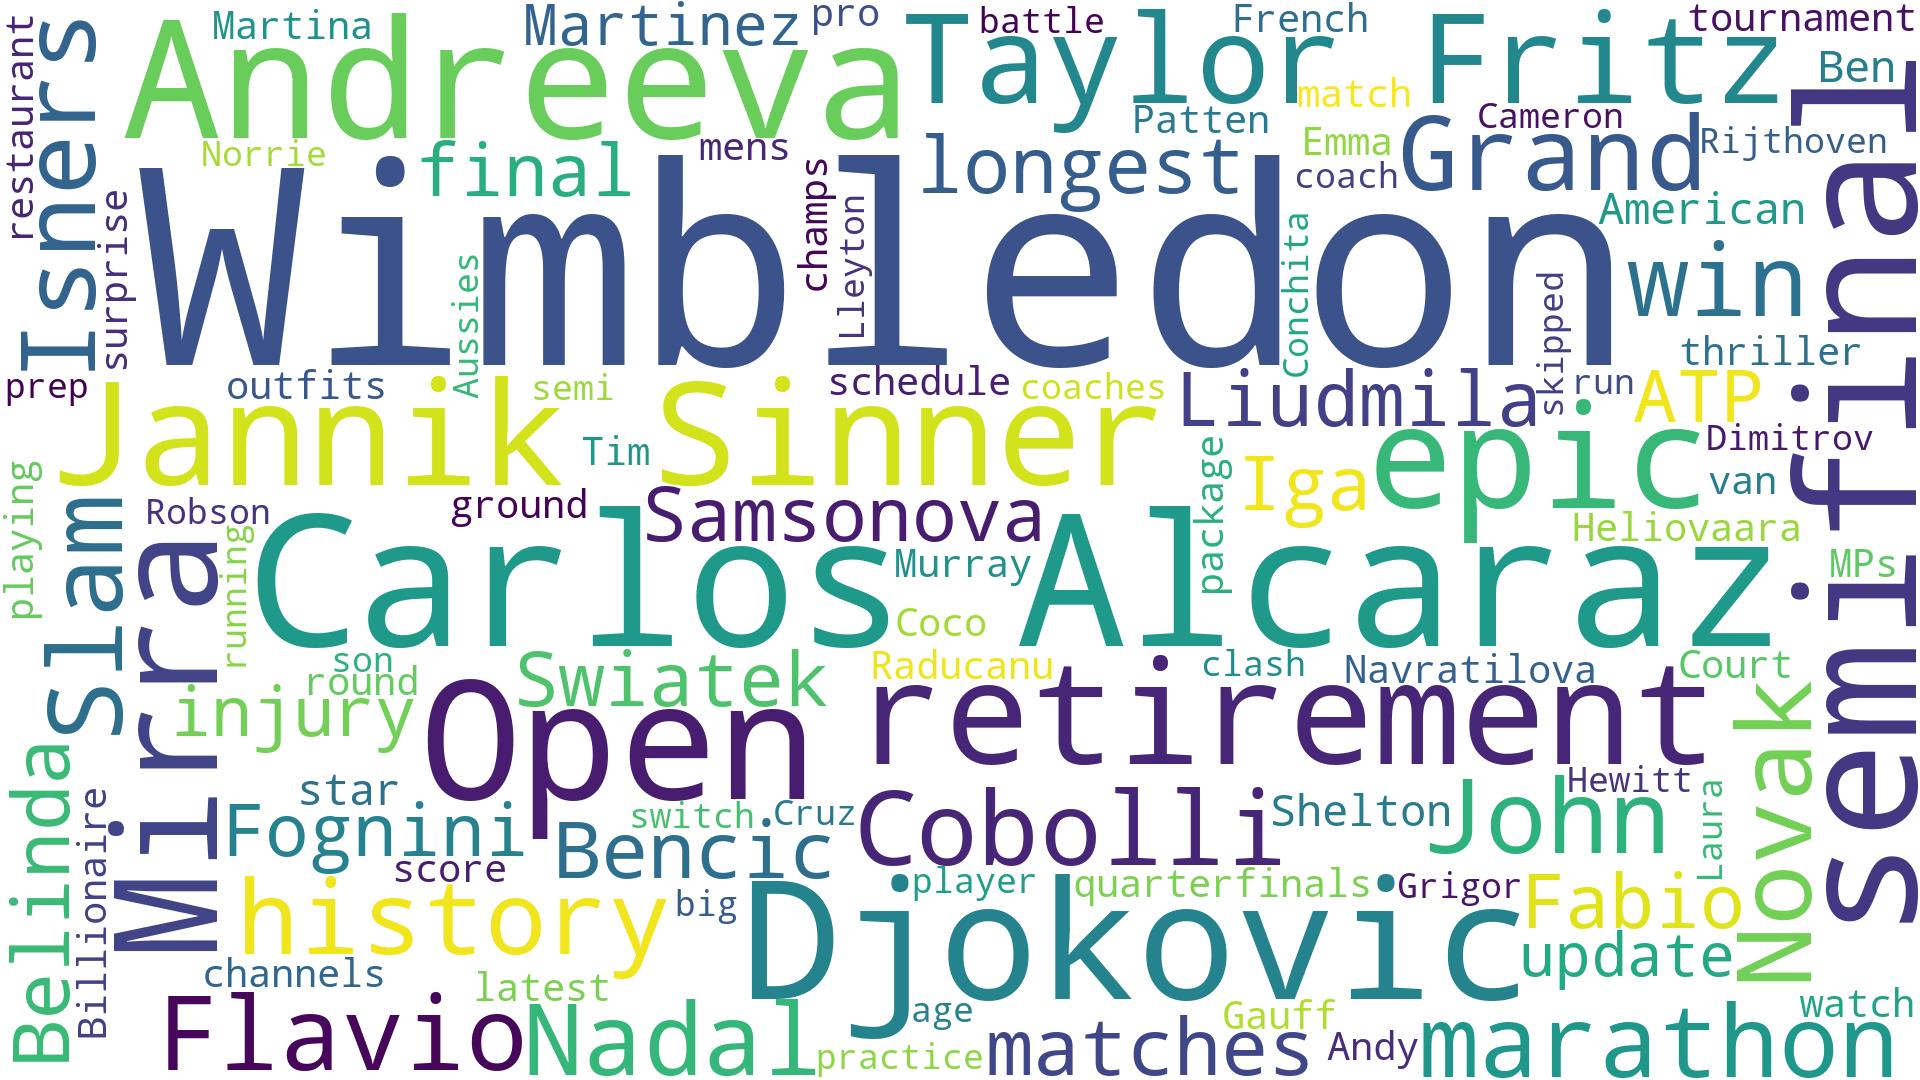 restaurant
Isners
Martina
Andreeva
Martinez
pro
Taylor Fritz
battle
French
tournament
Ben
match
Cameron
Patten
Emma
Grand
Rijthoven
Norrie
final
mens
longest
coach
American
surprise
Wimbledon
champs
Lleyton
Aussies
Conchita
skipped
win
semifinal
thriller
prep
outfits
semi
schedule
coaches
Liudmila
run
ATP
Jannik Sinner
Tim
epic
Dimitrov
van
Iga
package
playing
slam
Robson
ground
Samsonova
Heliovaara
running
Mirra
Carlos Alcaraz
Murray
MPs
Coco
son
round
Swiatek
Raducanu
clash
Navratilova
Court
injury
Open
retirement
Novak
Belinda
Billionaire
star
Fognini
switch
Cruz
Cobolli
Shelton
John
Hewitt
Laura
Bencic
score
history
big
Djokovic
player
quarterfinals
Grigor
Fabio
update
channels
latest
Flavio
Nadal
age
Gauff
watch
practice
matches
Andy
marathon